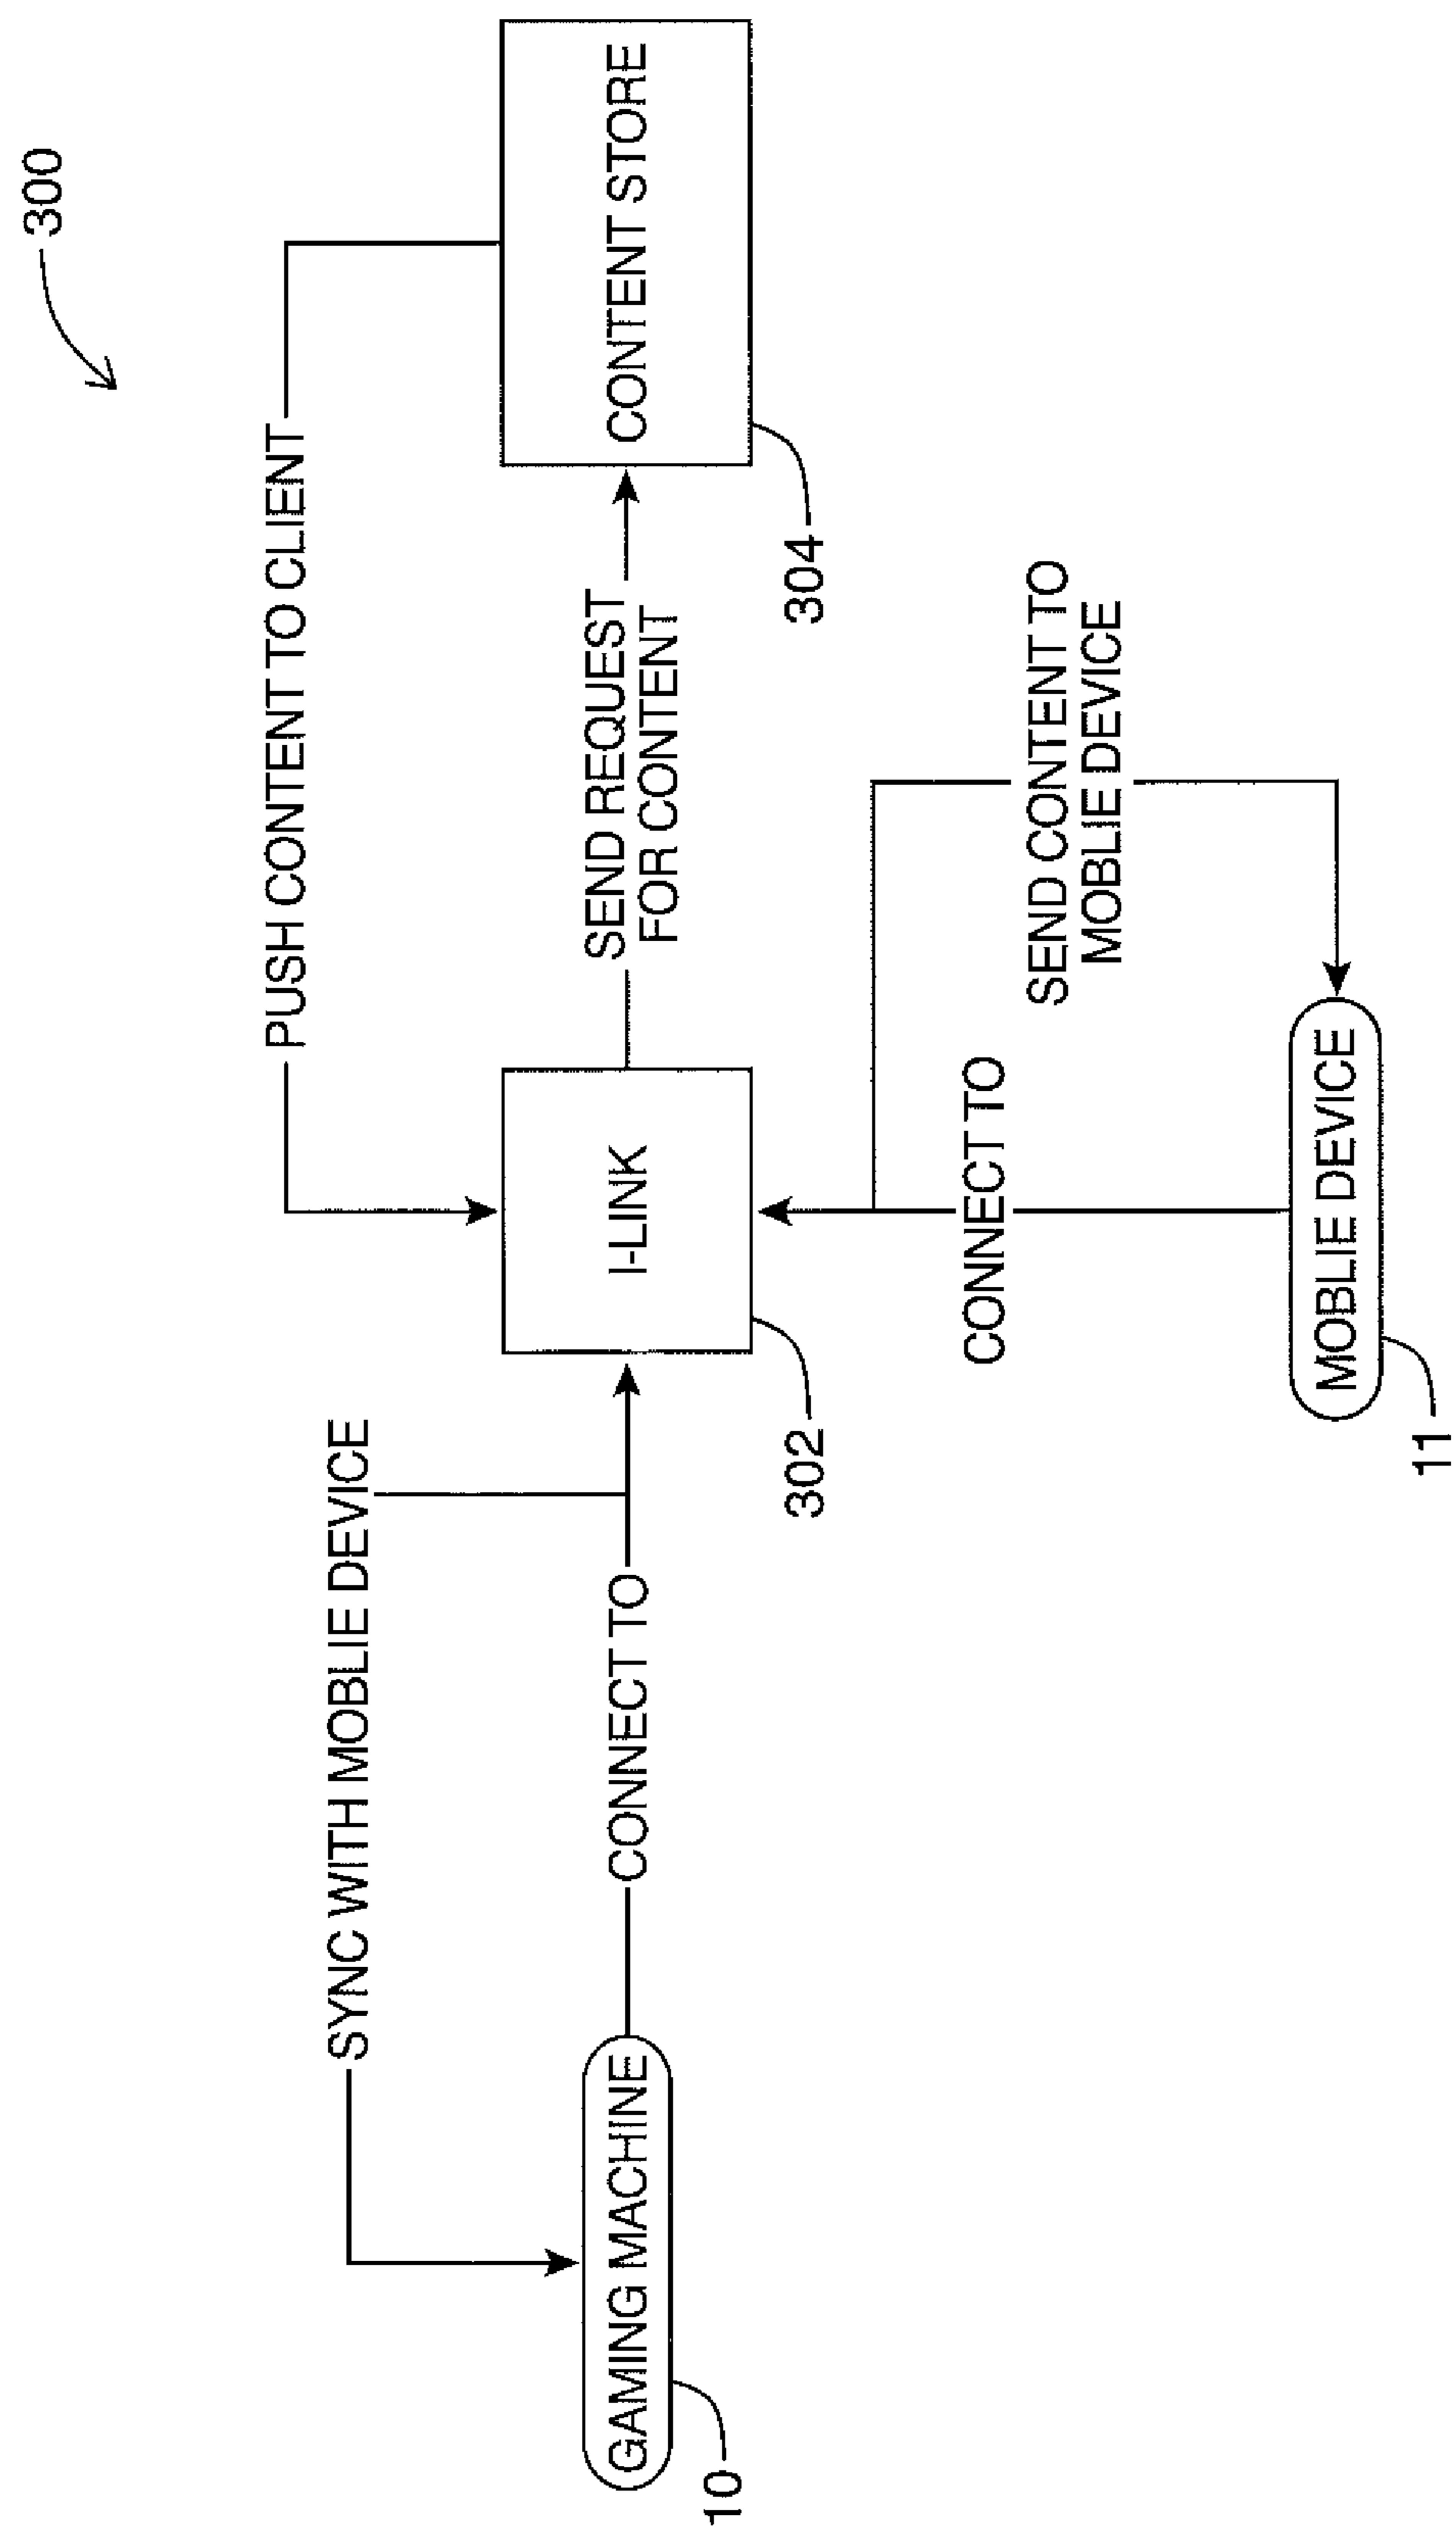 300
PUSH CONTENT TO CLIENT
SYNC WITH MOBLIE DEVICE
GAMING MACHINE
CONNECT TO
I-LINK
SEND REQUEST
FOR CONTENT
CONTENT STORE
10
302
304
CONNECT TO
SEND CONTENT TO
MOBLIE DEVICE
MOBLIE DEVICE
11